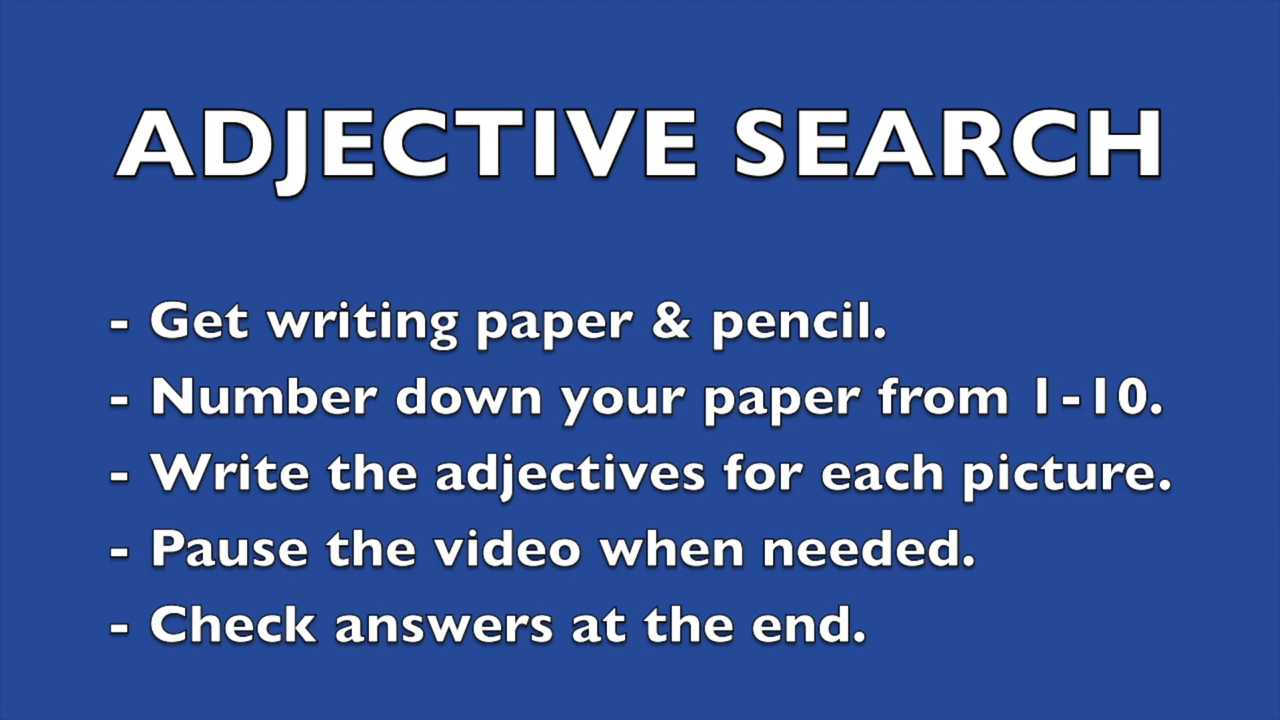 ADJECTIVE SEARCH
- Get writing paper & pencil.
- Number down your paper from 1-10.
- Write the adjectives for each picture.
- Pause the video when needed.
- Check answers at the end.